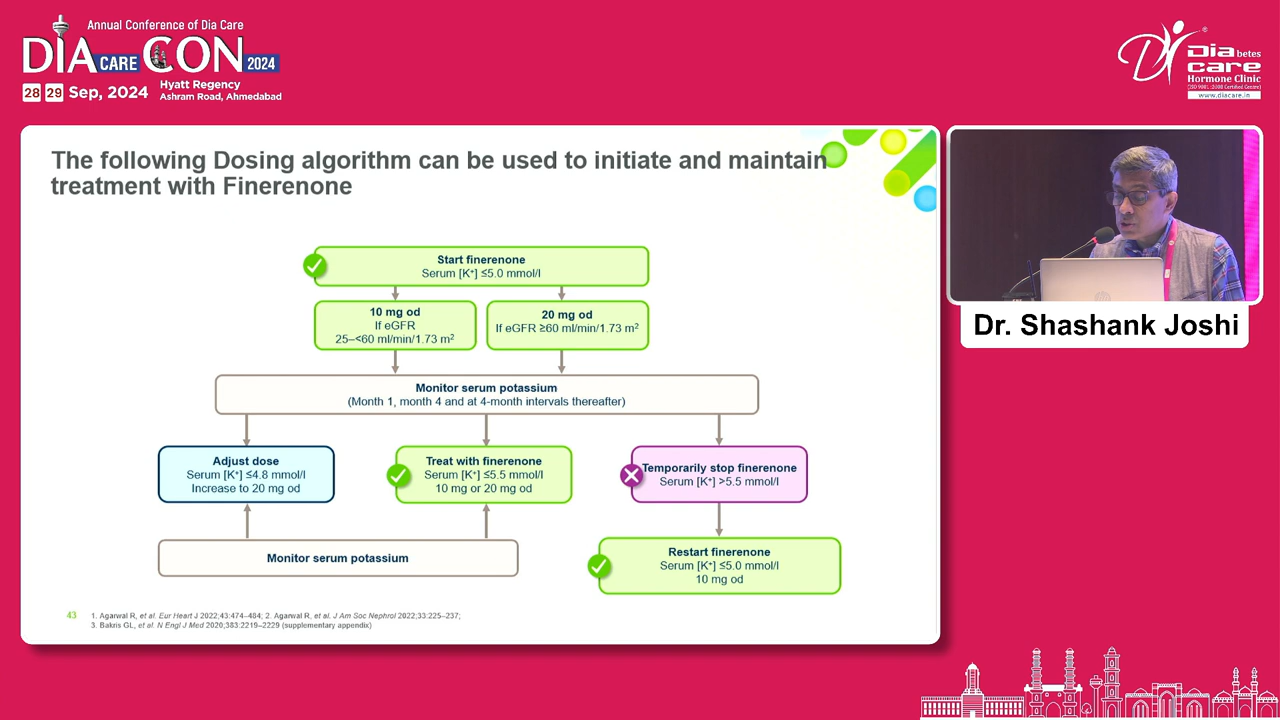 Annual Conference of Dia Care
DIA CARE CON 2024
28 29 Sep, 2024
Hyatt Regency
Ashram Road, Ahmedabad
Diabetes
care
Hormone Clinic
(ISO 9001 : 2008 Certified Centre)
www.diacare.in
The following Dosing algorithm can be used to initiate and maintain
treatment with Finerenone
Start finerenone
Serum [K⁺] ≤5.0 mmol/l
10 mg od
If eGFR
25–<60 ml/min/1.73 m²
20 mg od
If eGFR ≥60 ml/min/1.73 m²
Monitor serum potassium
(Month 1, month 4 and at 4-month intervals thereafter)
Adjust dose
Serum [K⁺] ≤4.8 mmol/l
Increase to 20 mg od
Treat with finerenone
Serum [K⁺] ≤5.5 mmol/l
10 mg or 20 mg od
Temporarily stop finerenone
Serum [K⁺] >5.5 mmol/l
Monitor serum potassium
Restart finerenone
Serum [K⁺] ≤5.0 mmol/l
10 mg od
43
1. Agarwal R, et al. Eur Heart J 2022;43:474–484; 2. Agarwal R, et al. J Am Soc Nephrol 2022;33:225–237;
3. Bakris GL, et al. N Engl J Med 2020;383:2219–2229 (supplementary appendix)
Dr. Shashank Joshi